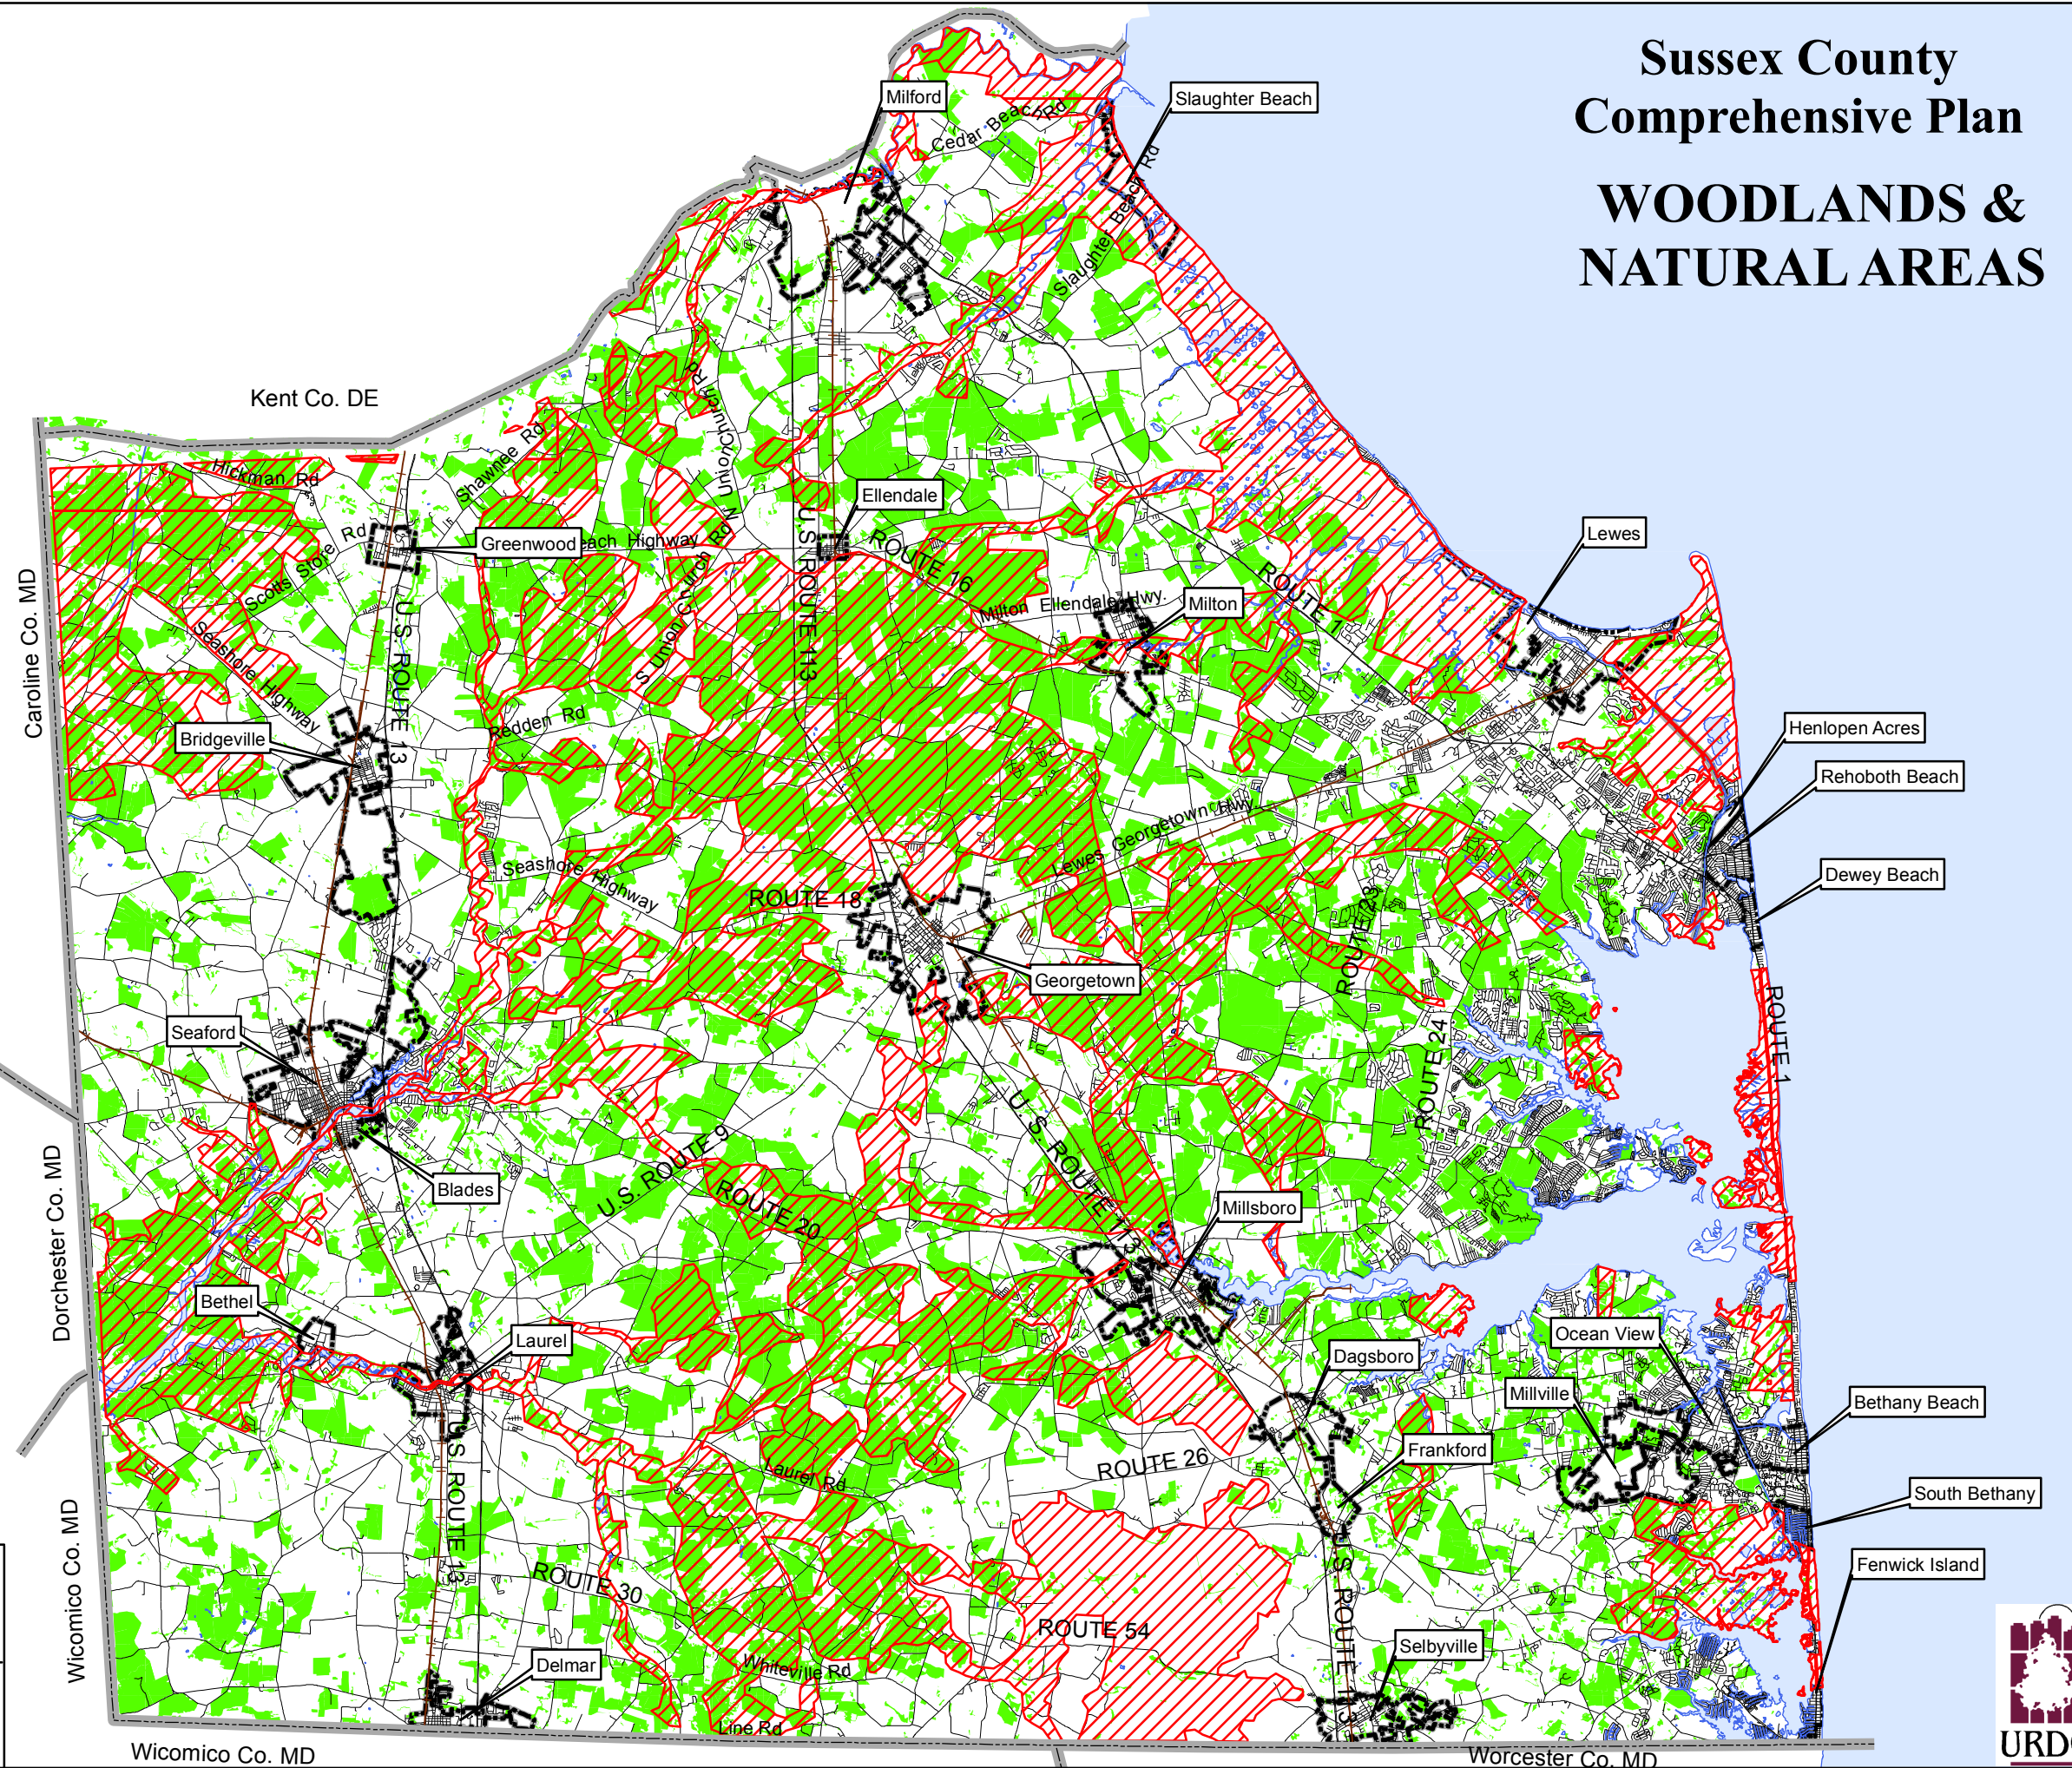 Sussex County
Comprehensive Plan
WOODLANDS &
NATURAL AREAS
Milford
Slaughter Beach
Cedar Beach Rd
Slaughter Beach Rd
Kent Co. DE
Hickman Rd
Shawnee Rd
N Union Church Rd
Ellendale
Greenwood
each Highway
Scotts Store Rd
ROUTE 16
Lewes
ROUTE 1
Milton Ellendale Hwy.
Milton
Caroline Co. MD
U.S. ROUTE 13
U.S ROUTE 113
S Union Church Rd
Seashore Highway
Redden Rd
Bridgeville
Henlopen Acres
Rehoboth Beach
Lewes Georgetown Hwy.
Seashore Highway
Dewey Beach
ROUTE 18
ROUTE 23
Georgetown
ROUTE 1
Seaford
ROUTE 24
U. S. ROUTE 113
U.S. ROUTE 9
Blades
ROUTE 20
Millsboro
Dorchester Co. MD
Bethel
Laurel
Ocean View
Dagsboro
Millville
Bethany Beach
Frankford
U.S. ROUTE 13
Laurel Rd
ROUTE 26
South Bethany
Wicomico Co. MD
Fenwick Island
ROUTE 30
U.S. ROUTE 113
ROUTE 54
Selbyville
Delmar
Whiteville Rd
Line Rd
Wicomico Co. MD
Worcester Co. MD